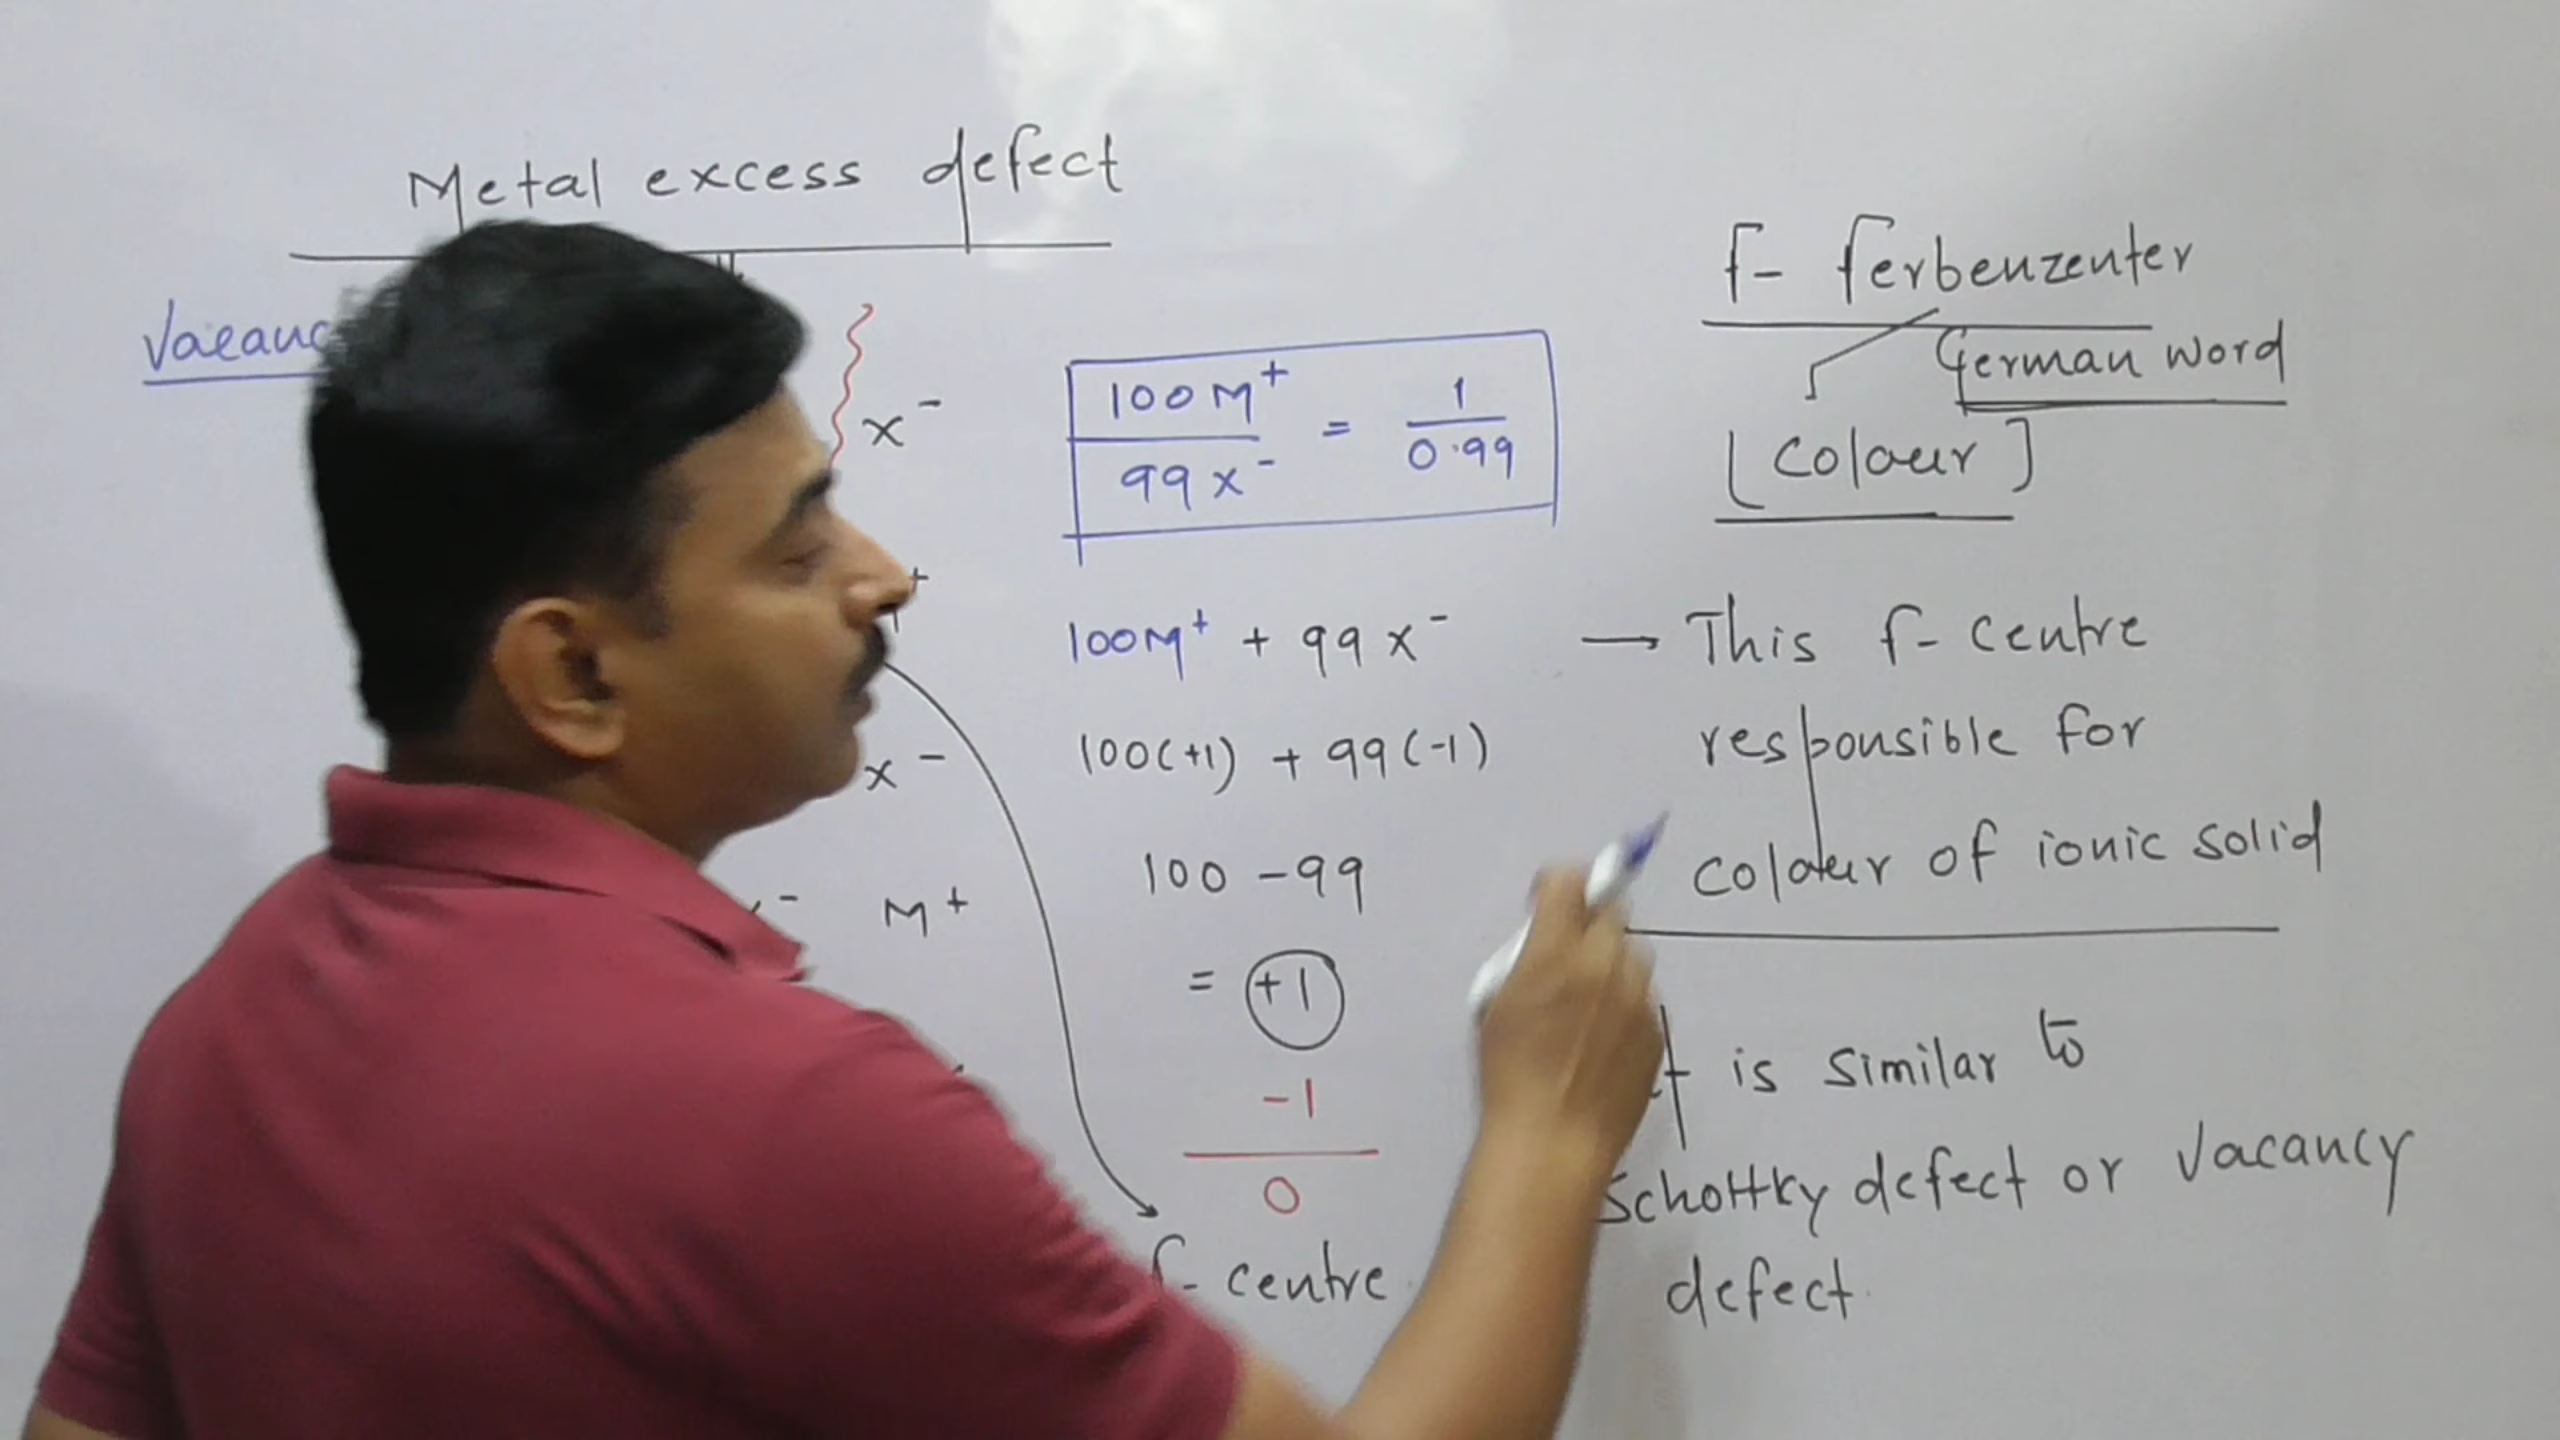 Metal excess defect
x⁻
x⁻
M⁺
100M⁺ / 99x⁻ = 1 / 0.99
100M⁺ + 99x⁻
100(+1) + 99(-1)
100 - 99
= +1
-1
0
f- centre
f- ferbenzenter
German word
[Colour]
→ This f- centre
responsible for
colour of ionic solid
is similar to
Schottky defect or vacancy
defect.